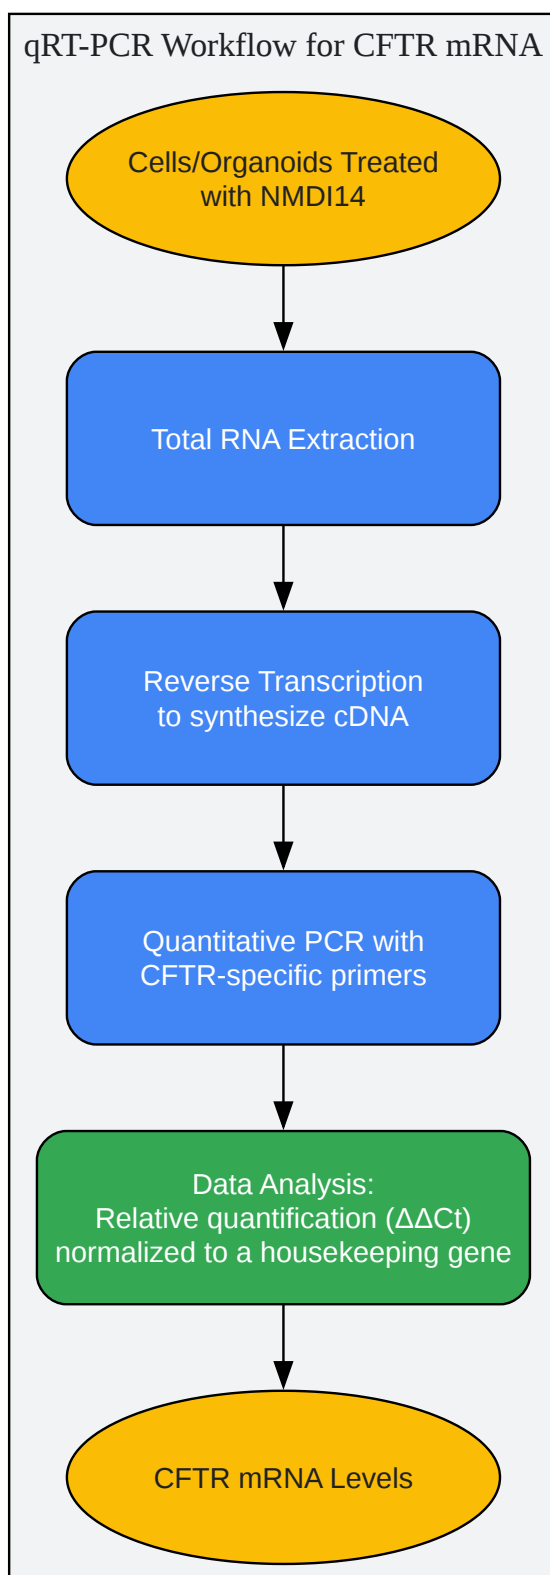 qRT-PCR Workflow for CFTR mRNA
Cells/Organoids Treated
with NMDI14
Total RNA Extraction
Reverse Transcription
to synthesize cDNA
Quantitative PCR with
CFTR-specific primers
Data Analysis:
Relative quantification (ΔΔCt)
normalized to a housekeeping gene
CFTR mRNA Levels